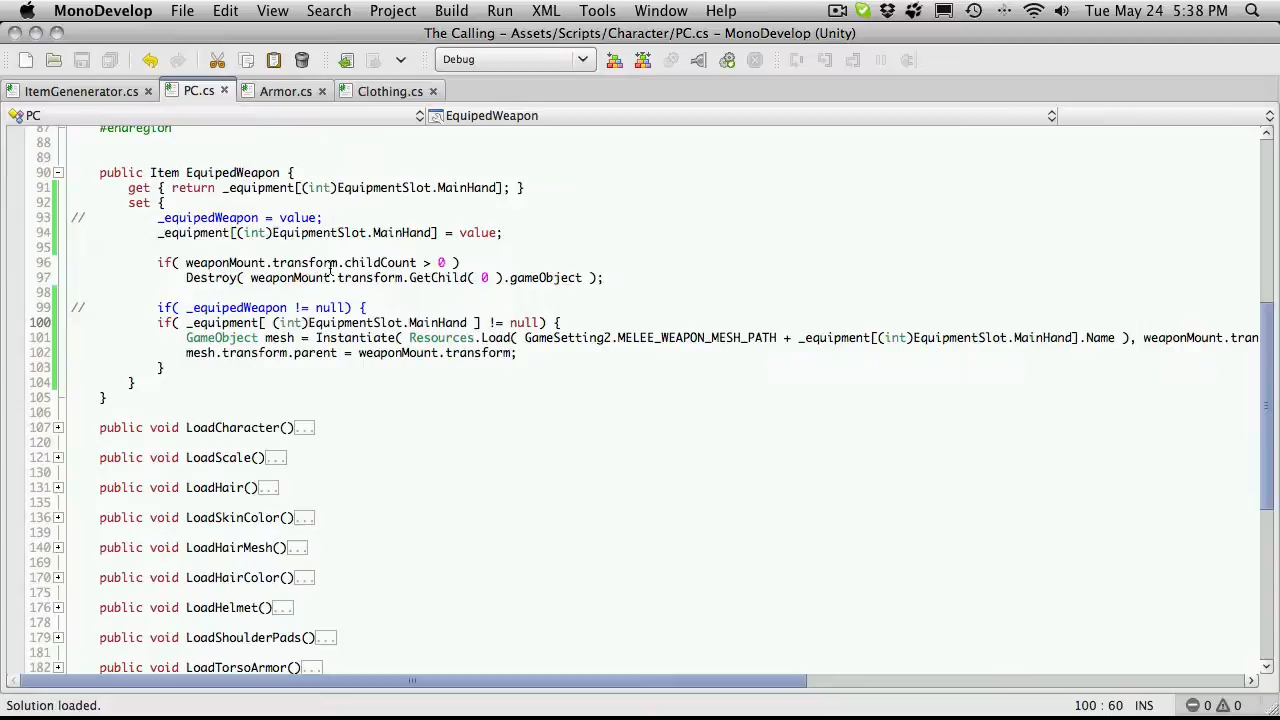 MonoDevelop File Edit View Search Project Build Run XML Tools Window Help Tue May 24 5:38 PM
The Calling - Assets/Scripts/Character/PC.cs - MonoDevelop (Unity)
Debug
ItemGenenerator.cs PC.cs Armor.cs Clothing.cs
PC EquipedWeapon
87 #endregion
88
89
90 public Item EquipedWeapon {
91 get { return _equipment[(int)EquipmentSlot.MainHand]; }
92 set {
93 // _equipedWeapon = value;
94 _equipment[(int)EquipmentSlot.MainHand] = value;
95
96 if( weaponMount.transform.childCount > 0 )
97 Destroy( weaponMount.transform.GetChild( 0 ).gameObject );
98
99 // if( _equipedWeapon != null) {
100 if( _equipment[ (int)EquipmentSlot.MainHand ] != null) {
101 GameObject mesh = Instantiate( Resources.Load( GameSetting2.MELEE_WEAPON_MESH_PATH + _equipment[(int)EquipmentSlot.MainHand].Name ), weaponMount.tran
102 mesh.transform.parent = weaponMount.transform;
103 }
104 }
105 }
106
107 public void LoadCharacter()...
120
121 public void LoadScale()...
130
131 public void LoadHair()...
135
136 public void LoadSkinColor()...
139
140 public void LoadHairMesh()...
169
170 public void LoadHairColor()...
175
176 public void LoadHelmet()...
178
179 public void LoadShoulderPads()...
181
182 public void LoadTorsoArmor()...
Solution loaded. 100 : 60 INS 0 0